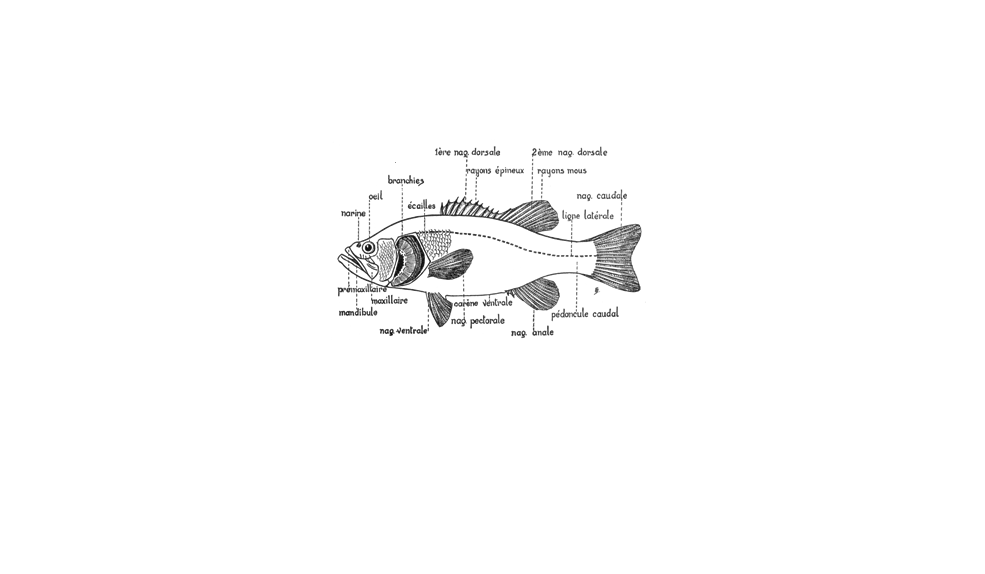 1ère nag. dorsale
2ème nag. dorsale
rayons épineux
rayons mous
branchies
oeil
nag. caudale
écailles
narine
ligne latérale
prémaxillaire
maxillaire
carène ventrale
mandibule
pédoncule caudal
nag. pectorale
nag. ventrale
nag. anale